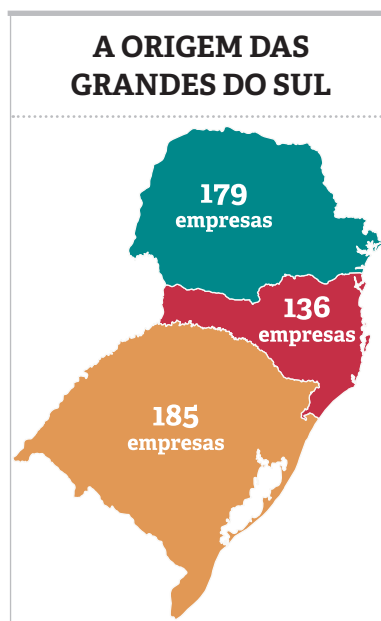 A ORIGEM DAS
GRANDES DO SUL
179
empresas
136
empresas
185
empresas